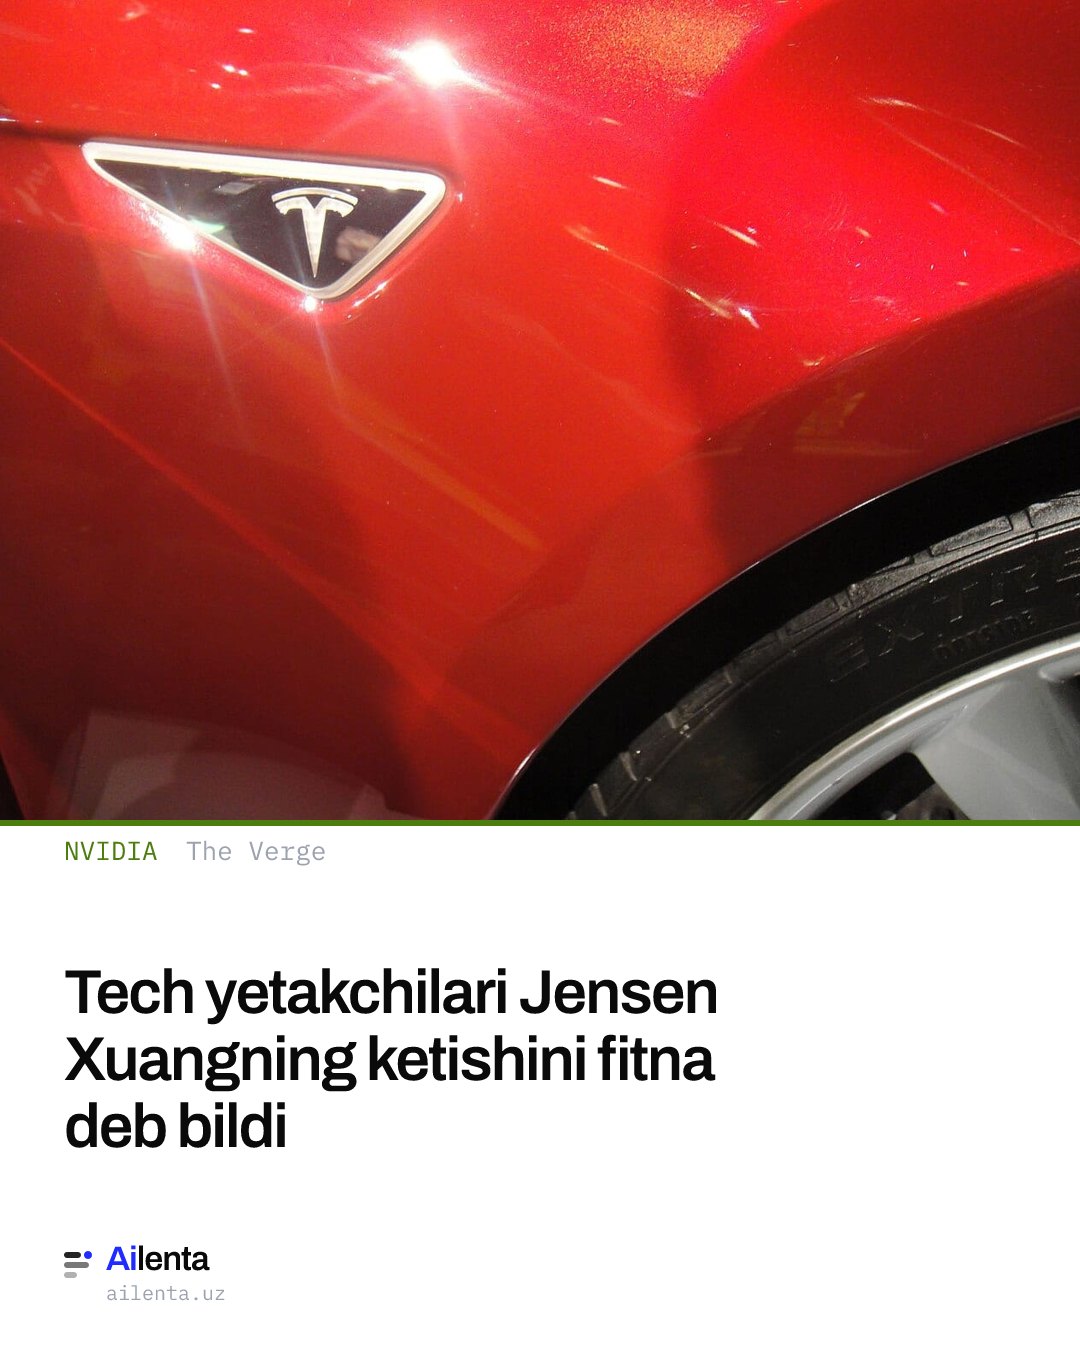 NVIDIA The Verge
Tech yetakchilari Jensen
Xuangning ketishini fitna
deb bildi
Ailenta
ailenta.uz